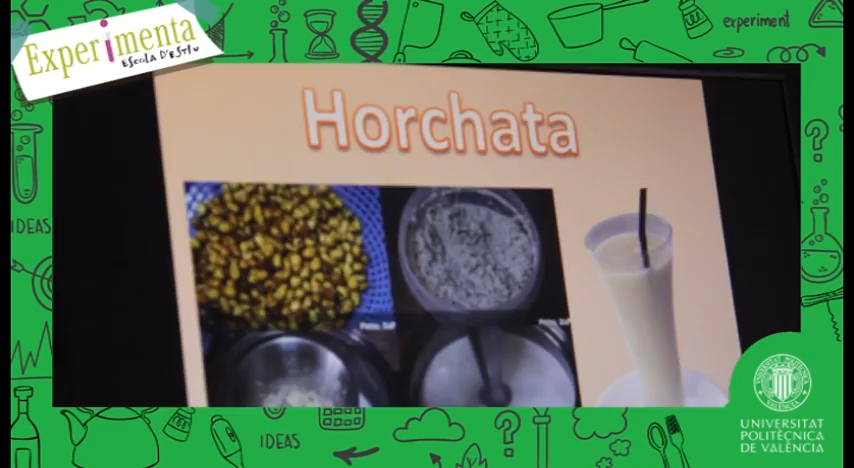 Experimenta
ESCOLA D'ESTIU
experiment
Horchata
IDEAS
IDEAS
UNIVERSITAT
POLITÈCNICA
DE VALÈNCIA